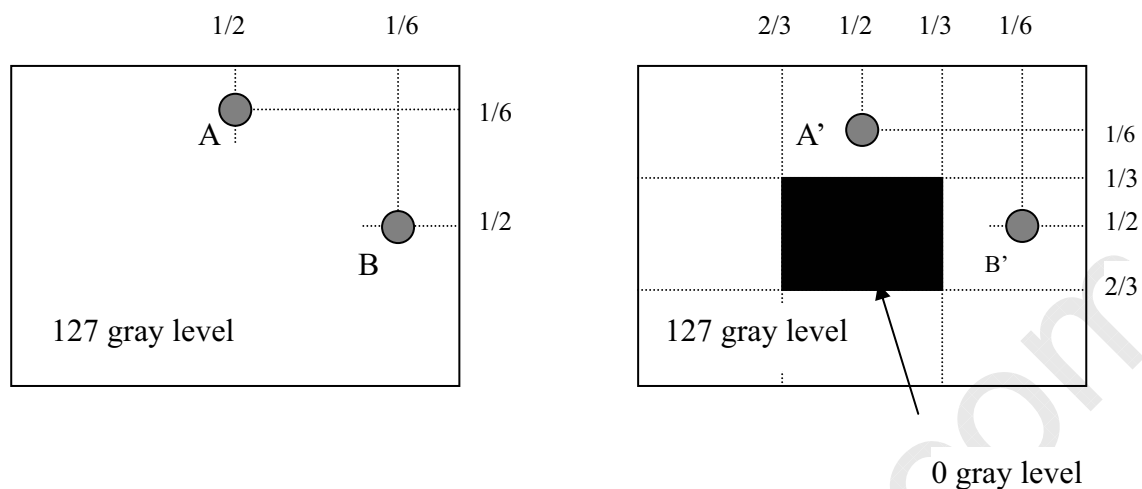 1/2 1/6
1/6
A
1/2
B
127 gray level
2/3 1/2 1/3 1/6
A’
1/6
1/3
1/2
B’
2/3
127 gray level
0 gray level
com